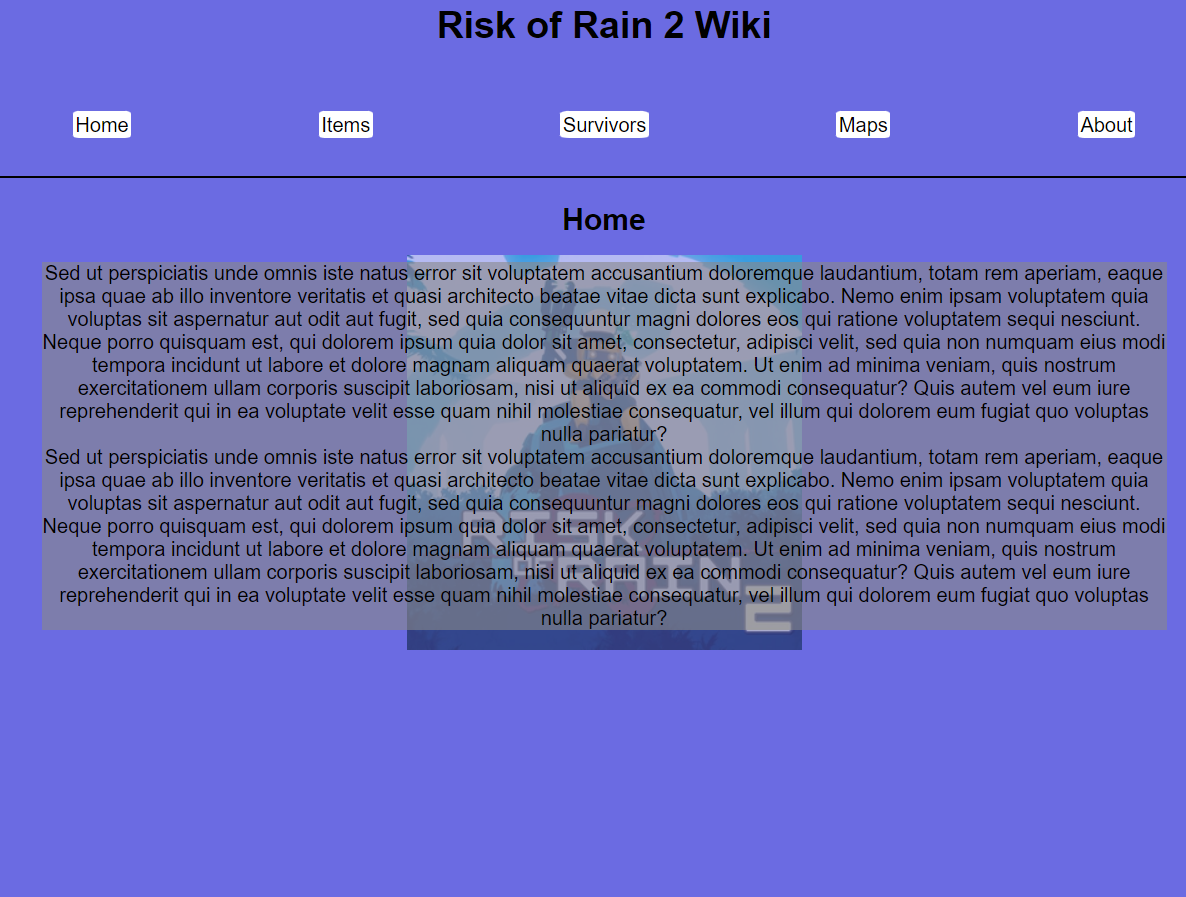 Risk of Rain 2 Wiki
Home
Items
Survivors
Maps
About
Home
Sed ut perspiciatis unde omnis iste natus error sit voluptatem accusantium doloremque laudantium, totam rem aperiam, eaque
ipsa quae ab illo inventore veritatis et quasi architecto beatae vitae dicta sunt explicabo. Nemo enim ipsam voluptatem quia
voluptas sit aspernatur aut odit aut fugit, sed quia consequuntur magni dolores eos qui ratione voluptatem sequi nesciunt.
Neque porro quisquam est, qui dolorem ipsum quia dolor sit amet, consectetur, adipisci velit, sed quia non numquam eius modi
tempora incidunt ut labore et dolore magnam aliquam quaerat voluptatem. Ut enim ad minima veniam, quis nostrum
exercitationem ullam corporis suscipit laboriosam, nisi ut aliquid ex ea commodi consequatur? Quis autem vel eum iure
reprehenderit qui in ea voluptate velit esse quam nihil molestiae consequatur, vel illum qui dolorem eum fugiat quo voluptas
nulla pariatur?
Sed ut perspiciatis unde omnis iste natus error sit voluptatem accusantium doloremque laudantium, totam rem aperiam, eaque
ipsa quae ab illo inventore veritatis et quasi architecto beatae vitae dicta sunt explicabo. Nemo enim ipsam voluptatem quia
voluptas sit aspernatur aut odit aut fugit, sed quia consequuntur magni dolores eos qui ratione voluptatem sequi nesciunt.
Neque porro quisquam est, qui dolorem ipsum quia dolor sit amet, consectetur, adipisci velit, sed quia non numquam eius modi
tempora incidunt ut labore et dolore magnam aliquam quaerat voluptatem. Ut enim ad minima veniam, quis nostrum
exercitationem ullam corporis suscipit laboriosam, nisi ut aliquid ex ea commodi consequatur? Quis autem vel eum iure
reprehenderit qui in ea voluptate velit esse quam nihil molestiae consequatur, vel illum qui dolorem eum fugiat quo voluptas
nulla pariatur?
RISK
OF RAIN
2